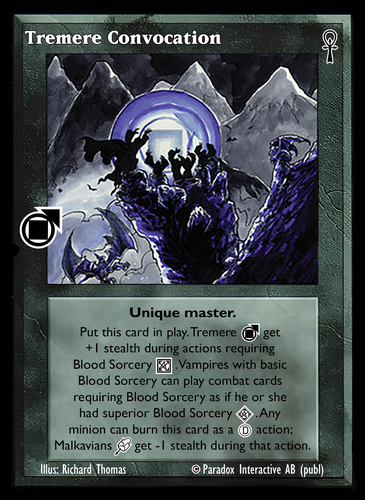 Tremere Convocation
Unique master.
Put this card in play. Tremere get
+1 stealth during actions requiring
Blood Sorcery . Vampires with basic
Blood Sorcery can play combat cards
requiring Blood Sorcery as if he or she
had superior Blood Sorcery . Any
minion can burn this card as a D action;
Malkavians get -1 stealth during that action.
Illus: Richard Thomas © Paradox Interactive AB (publ)